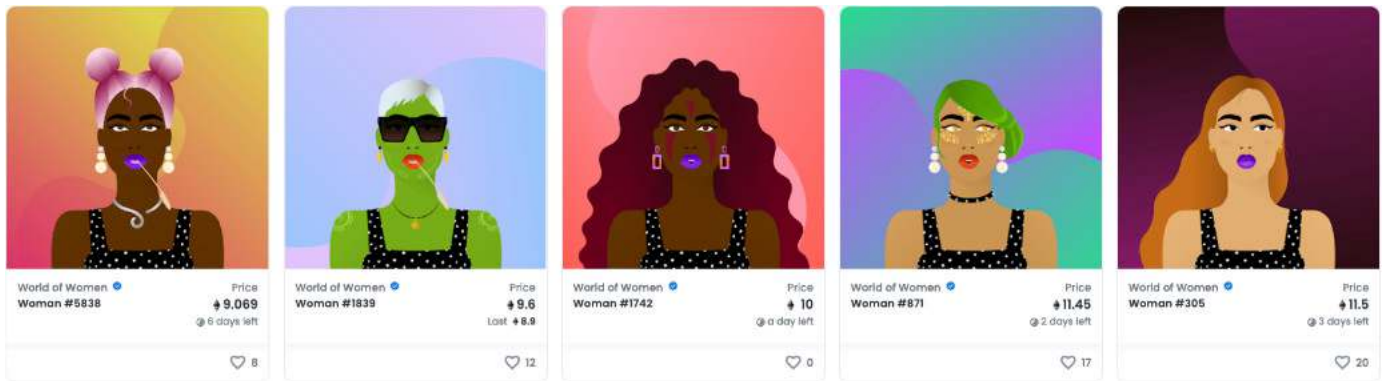 World of Women Price
Woman #5838 9.069
6 days left
8
World of Women Price
Woman #1839 9.6
Last 8.9
12
World of Women Price
Woman #1742 10
a day left
0
World of Women Price
Woman #871 11.45
2 days left
17
World of Women Price
Woman #305 11.5
3 days left
20